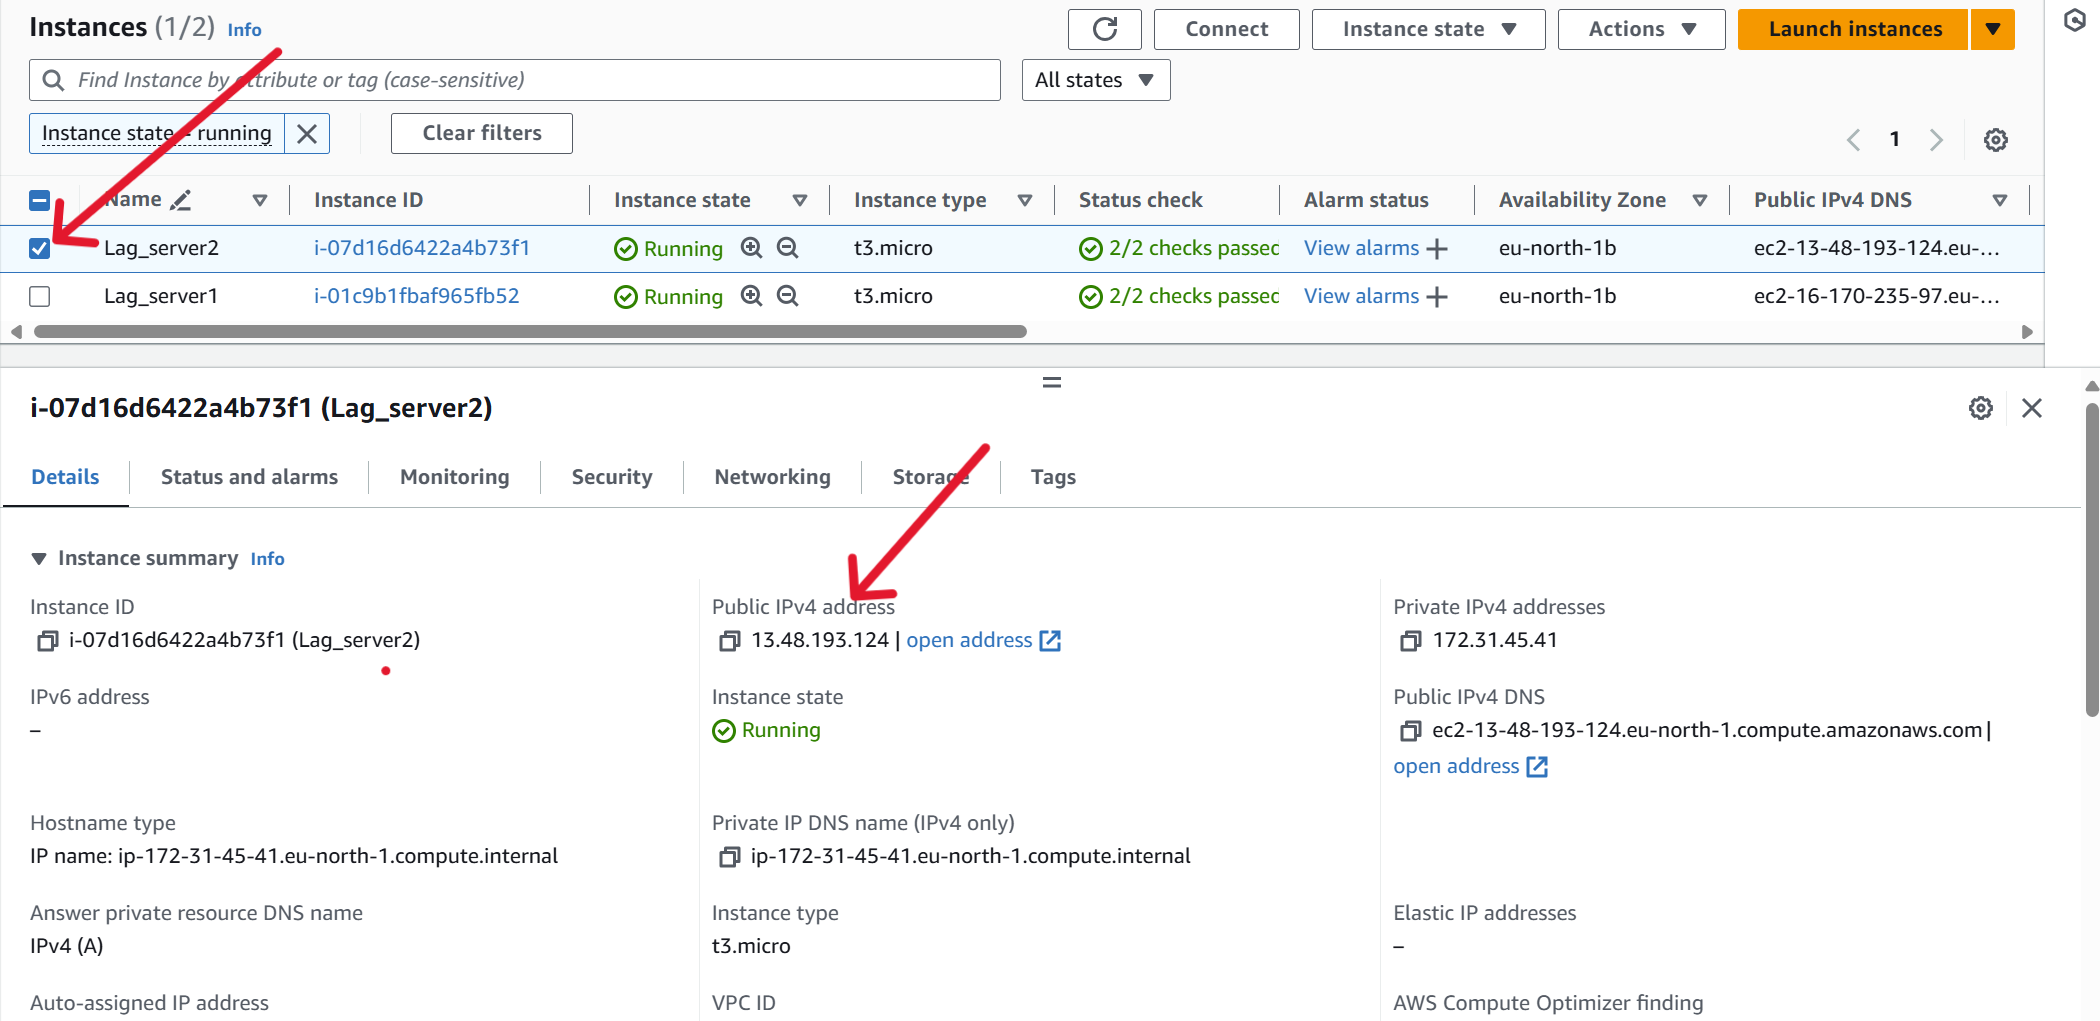 Instances (1/2) Info
Connect
Instance state
Actions
Launch instances
Find Instance by attribute or tag (case-sensitive)
All states
Instance state = running
Clear filters
1
Name Instance ID Instance state Instance type Status check Alarm status Availability Zone Public IPv4 DNS
Lag_server2 i-07d16d6422a4b73f1 Running t3.micro 2/2 checks passed View alarms eu-north-1b ec2-13-48-193-124.eu-...
Lag_server1 i-01c9b1fbaf965fb52 Running t3.micro 2/2 checks passed View alarms eu-north-1b ec2-16-170-235-97.eu-...
i-07d16d6422a4b73f1 (Lag_server2)
Details Status and alarms Monitoring Security Networking Storage Tags
Instance summary Info
Instance ID
i-07d16d6422a4b73f1 (Lag_server2)
Public IPv4 address
13.48.193.124 | open address
Private IPv4 addresses
172.31.45.41
IPv6 address
–
Instance state
Running
Public IPv4 DNS
ec2-13-48-193-124.eu-north-1.compute.amazonaws.com |
open address
Hostname type
IP name: ip-172-31-45-41.eu-north-1.compute.internal
Private IP DNS name (IPv4 only)
ip-172-31-45-41.eu-north-1.compute.internal
Answer private resource DNS name
IPv4 (A)
Instance type
t3.micro
Elastic IP addresses
–
Auto-assigned IP address
VPC ID
AWS Compute Optimizer finding